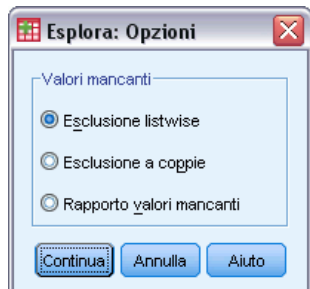 Esplora: Opzioni
Valori mancanti
Esclusione listwise
Esclusione a coppie
Rapporto valori mancanti
Continua Annulla Aiuto